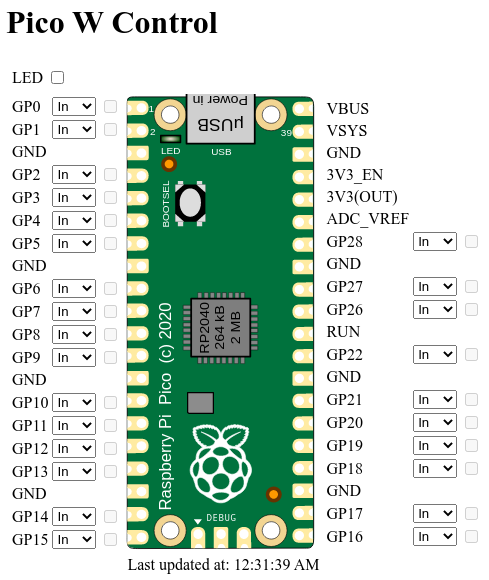 Pico W Control
LED
GP0 In
GP1 In
GND
GP2 In
GP3 In
GP4 In
GP5 In
GND
GP6 In
GP7 In
GP8 In
GP9 In
GND
GP10 In
GP11 In
GP12 In
GP13 In
GND
GP14 In
GP15 In
Power in
µUSB
1
2
39
LED
USB
BOOTSEL
RP2040
264 kB
2 MB
Raspberry Pi Pico (c) 2020
DEBUG
VBUS
VSYS
GND
3V3_EN
3V3(OUT)
ADC_VREF
GP28 In
GND
GP27 In
GP26 In
RUN
GP22 In
GND
GP21 In
GP20 In
GP19 In
GP18 In
GND
GP17 In
GP16 In
Last updated at: 12:31:39 AM